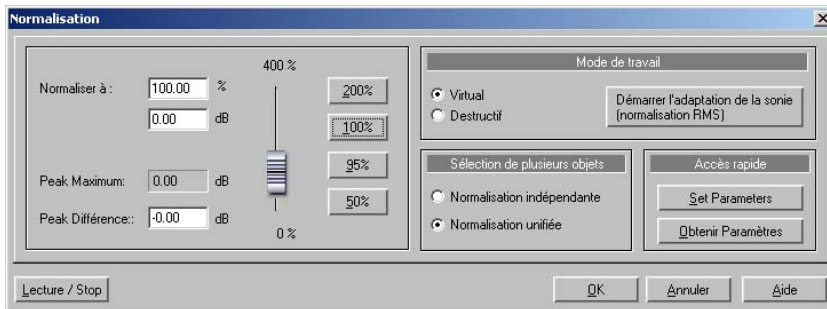 Normalisation
Normaliser à :
100.00 %
0.00 dB
Peak Maximum: 0.00 dB
Peak Différence:: -0.00 dB
400 %
0 %
200%
100%
95%
50%
Mode de travail
Virtual
Destructif
Démarrer l'adaptation de la sonie
(normalisation RMS)
Sélection de plusieurs objets
Normalisation indépendante
Normalisation unifiée
Accès rapide
Set Parameters
Obtenir Paramètres
Lecture / Stop
OK
Annuler
Aide